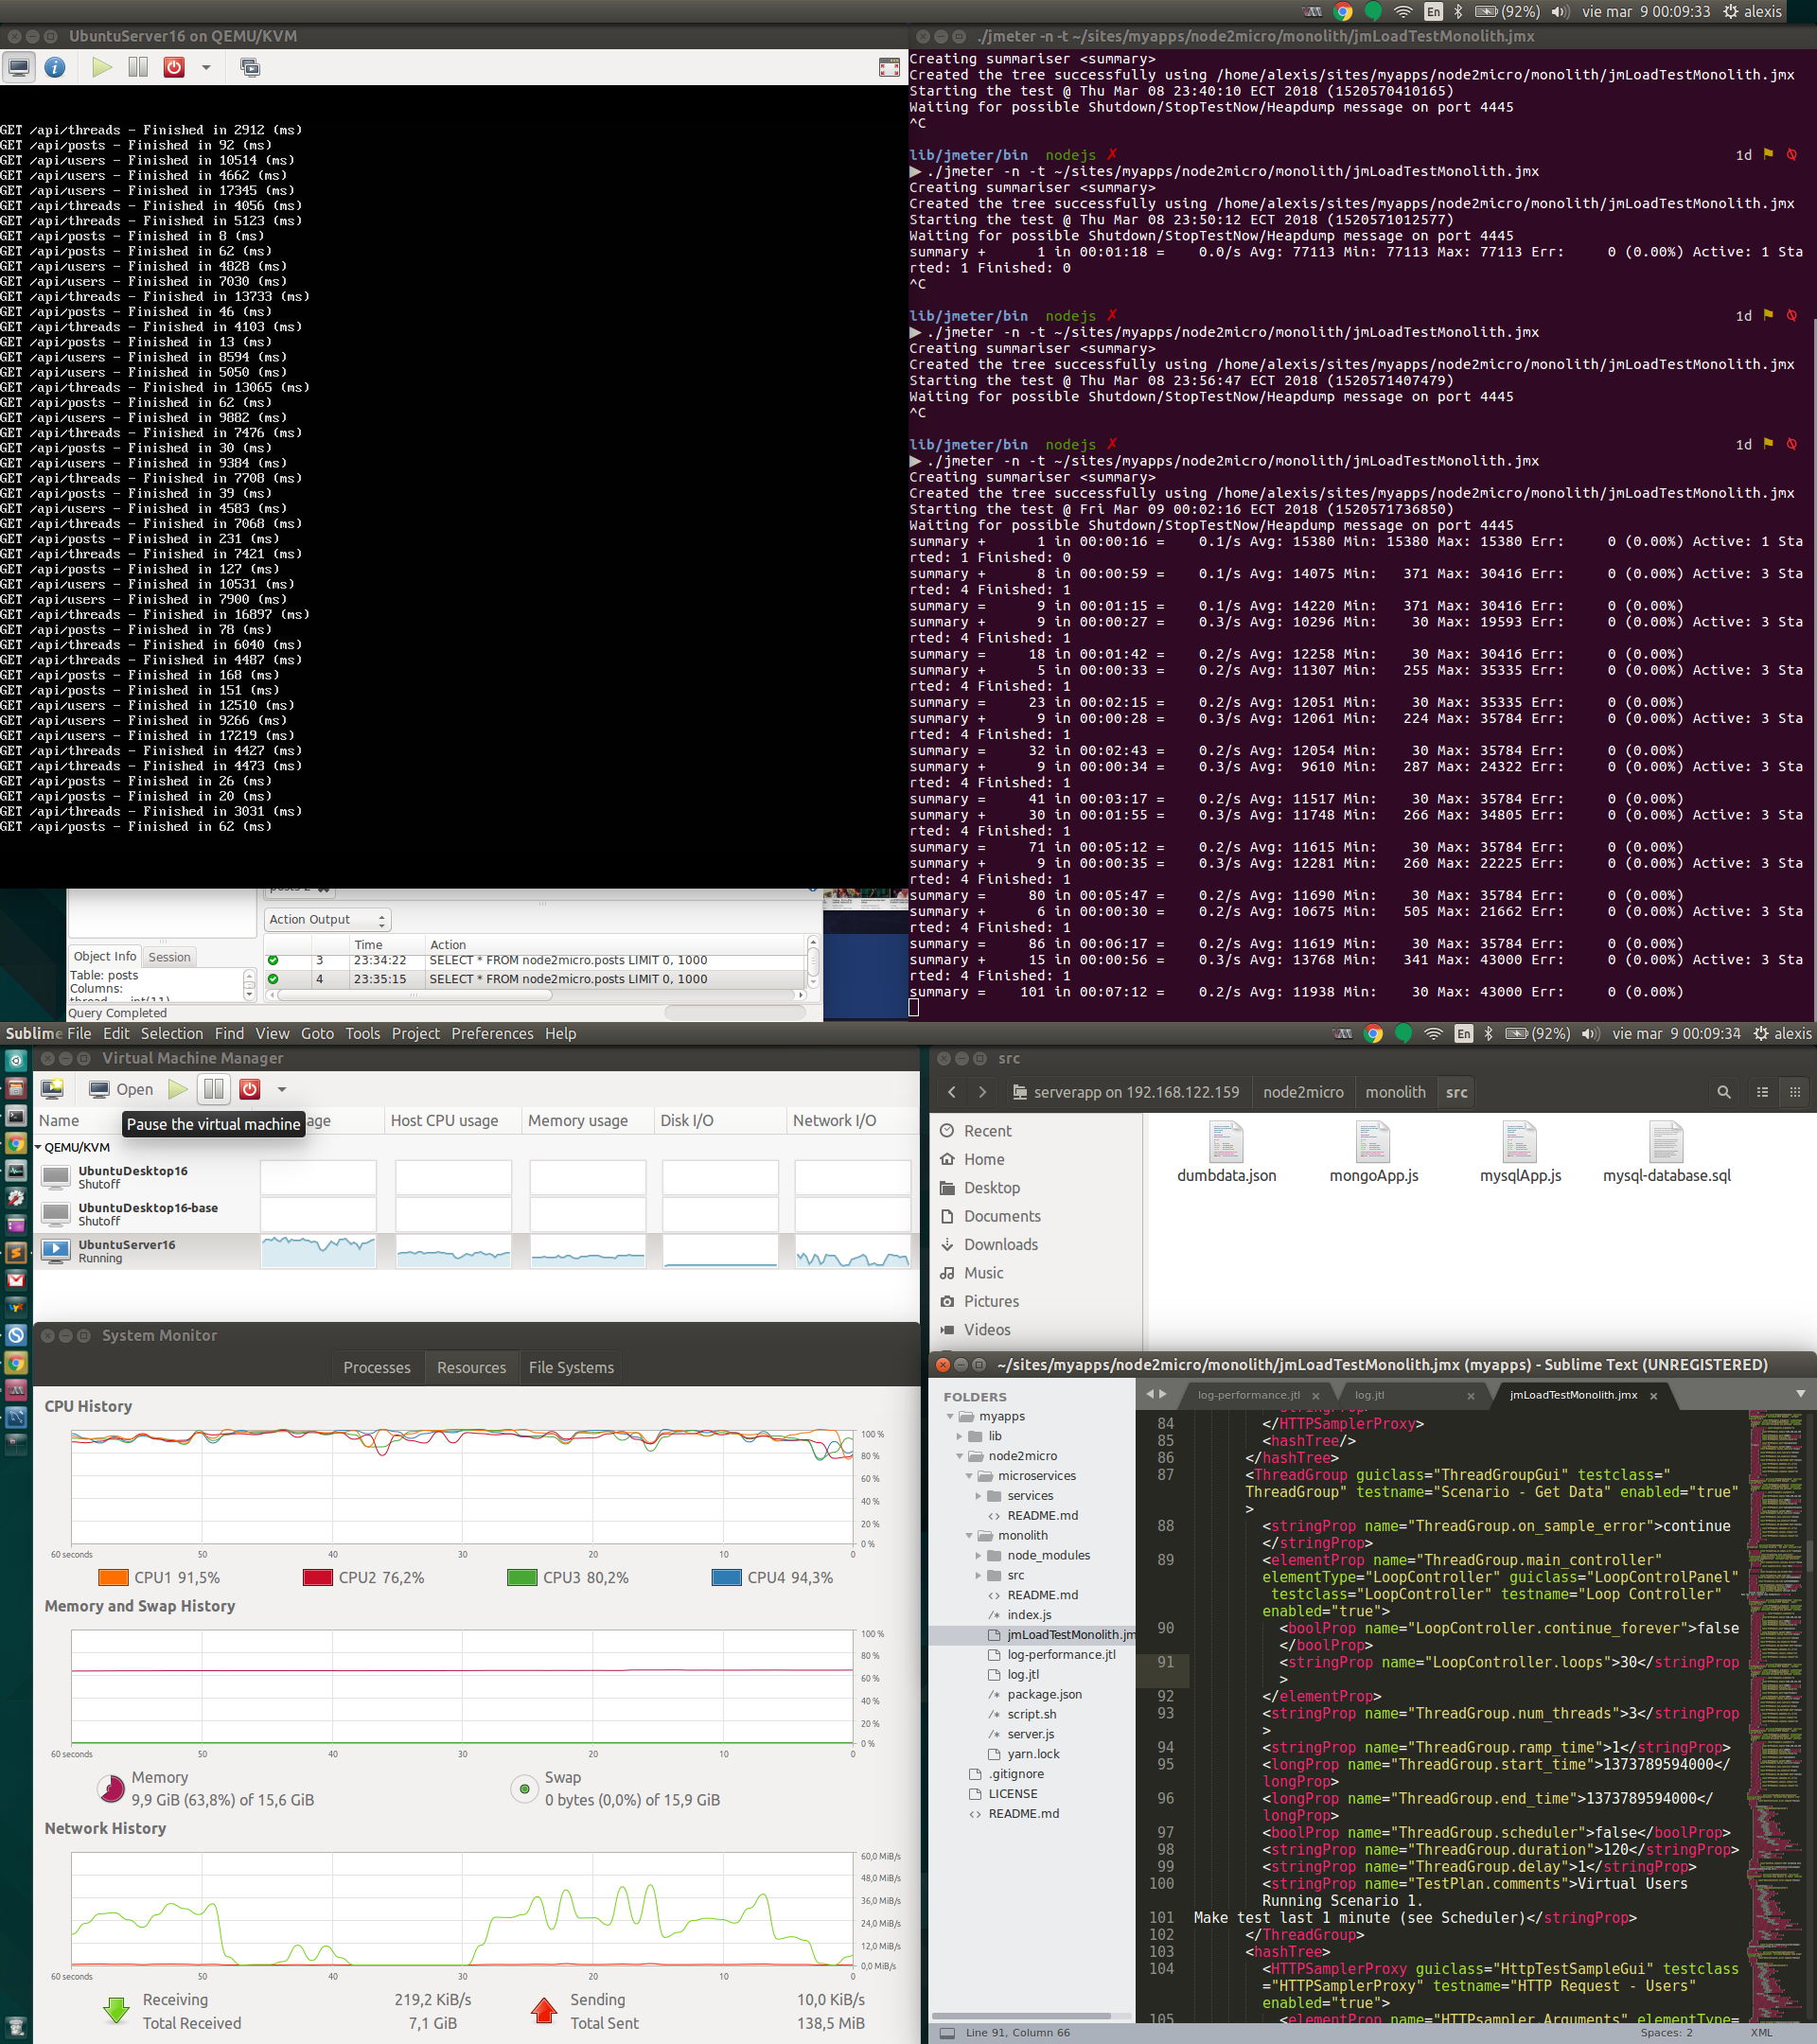 En (92%) vie mar 9 00:09:33 alexis
UbuntuServer16 on QEMU/KVM
GET /api/threads - Finished in 2912 (ms)
GET /api/posts - Finished in 92 (ms)
GET /api/users - Finished in 10514 (ms)
GET /api/users - Finished in 4662 (ms)
GET /api/users - Finished in 17345 (ms)
GET /api/threads - Finished in 4056 (ms)
GET /api/threads - Finished in 5123 (ms)
GET /api/posts - Finished in 8 (ms)
GET /api/posts - Finished in 62 (ms)
GET /api/users - Finished in 4828 (ms)
GET /api/users - Finished in 7030 (ms)
GET /api/threads - Finished in 13733 (ms)
GET /api/posts - Finished in 46 (ms)
GET /api/threads - Finished in 4103 (ms)
GET /api/posts - Finished in 13 (ms)
GET /api/users - Finished in 8594 (ms)
GET /api/users - Finished in 5050 (ms)
GET /api/threads - Finished in 13065 (ms)
GET /api/posts - Finished in 62 (ms)
GET /api/users - Finished in 9882 (ms)
GET /api/threads - Finished in 7476 (ms)
GET /api/posts - Finished in 30 (ms)
GET /api/users - Finished in 9384 (ms)
GET /api/threads - Finished in 7708 (ms)
GET /api/posts - Finished in 39 (ms)
GET /api/users - Finished in 4583 (ms)
GET /api/threads - Finished in 7068 (ms)
GET /api/posts - Finished in 231 (ms)
GET /api/threads - Finished in 7421 (ms)
GET /api/posts - Finished in 127 (ms)
GET /api/users - Finished in 10531 (ms)
GET /api/users - Finished in 7900 (ms)
GET /api/threads - Finished in 16897 (ms)
GET /api/posts - Finished in 78 (ms)
GET /api/threads - Finished in 6040 (ms)
GET /api/threads - Finished in 4487 (ms)
GET /api/posts - Finished in 168 (ms)
GET /api/posts - Finished in 151 (ms)
GET /api/users - Finished in 12510 (ms)
GET /api/users - Finished in 9266 (ms)
GET /api/users - Finished in 17219 (ms)
GET /api/threads - Finished in 4427 (ms)
GET /api/threads - Finished in 4473 (ms)
GET /api/posts - Finished in 26 (ms)
GET /api/posts - Finished in 20 (ms)
GET /api/threads - Finished in 3031 (ms)
GET /api/posts - Finished in 62 (ms)
./jmeter -n -t ~/sites/myapps/node2micro/monolith/jmLoadTestMonolith.jmx
Creating summariser <summary>
Created the tree successfully using /home/alexis/sites/myapps/node2micro/monolith/jmLoadTestMonolith.jmx
Starting the test @ Thu Mar 08 23:40:10 ECT 2018 (1520570410165)
Waiting for possible Shutdown/StopTestNow/Heapdump message on port 4445
^C
lib/jmeter/bin nodejs ✗ 1d
./jmeter -n -t ~/sites/myapps/node2micro/monolith/jmLoadTestMonolith.jmx
Creating summariser <summary>
Created the tree successfully using /home/alexis/sites/myapps/node2micro/monolith/jmLoadTestMonolith.jmx
Starting the test @ Thu Mar 08 23:50:12 ECT 2018 (1520571012577)
Waiting for possible Shutdown/StopTestNow/Heapdump message on port 4445
summary + 1 in 00:01:18 = 0.0/s Avg: 77113 Min: 77113 Max: 77113 Err: 0 (0.00%) Active: 1 Sta
rted: 1 Finished: 0
^C
lib/jmeter/bin nodejs ✗ 1d
./jmeter -n -t ~/sites/myapps/node2micro/monolith/jmLoadTestMonolith.jmx
Creating summariser <summary>
Created the tree successfully using /home/alexis/sites/myapps/node2micro/monolith/jmLoadTestMonolith.jmx
Starting the test @ Thu Mar 08 23:56:47 ECT 2018 (1520571407479)
Waiting for possible Shutdown/StopTestNow/Heapdump message on port 4445
^C
lib/jmeter/bin nodejs ✗ 1d
./jmeter -n -t ~/sites/myapps/node2micro/monolith/jmLoadTestMonolith.jmx
Creating summariser <summary>
Created the tree successfully using /home/alexis/sites/myapps/node2micro/monolith/jmLoadTestMonolith.jmx
Starting the test @ Fri Mar 09 00:02:16 ECT 2018 (1520571736850)
Waiting for possible Shutdown/StopTestNow/Heapdump message on port 4445
summary + 1 in 00:00:16 = 0.1/s Avg: 15380 Min: 15380 Max: 15380 Err: 0 (0.00%) Active: 1 Sta
rted: 1 Finished: 0
summary + 8 in 00:00:59 = 0.1/s Avg: 14075 Min: 371 Max: 30416 Err: 0 (0.00%) Active: 3 Sta
rted: 4 Finished: 1
summary = 9 in 00:01:15 = 0.1/s Avg: 14220 Min: 371 Max: 30416 Err: 0 (0.00%)
summary + 9 in 00:00:27 = 0.3/s Avg: 10296 Min: 30 Max: 19593 Err: 0 (0.00%) Active: 3 Sta
rted: 4 Finished: 1
summary = 18 in 00:01:42 = 0.2/s Avg: 12258 Min: 30 Max: 30416 Err: 0 (0.00%)
summary + 5 in 00:00:33 = 0.2/s Avg: 11307 Min: 255 Max: 35335 Err: 0 (0.00%) Active: 3 Sta
rted: 4 Finished: 1
summary = 23 in 00:02:15 = 0.2/s Avg: 12051 Min: 30 Max: 35335 Err: 0 (0.00%)
summary + 9 in 00:00:28 = 0.3/s Avg: 12061 Min: 224 Max: 35784 Err: 0 (0.00%) Active: 3 Sta
rted: 4 Finished: 1
summary = 32 in 00:02:43 = 0.2/s Avg: 12054 Min: 30 Max: 35784 Err: 0 (0.00%)
summary + 9 in 00:00:34 = 0.3/s Avg: 9610 Min: 287 Max: 24322 Err: 0 (0.00%) Active: 3 Sta
rted: 4 Finished: 1
summary = 41 in 00:03:17 = 0.2/s Avg: 11517 Min: 30 Max: 35784 Err: 0 (0.00%)
summary + 30 in 00:01:55 = 0.3/s Avg: 11748 Min: 266 Max: 34805 Err: 0 (0.00%) Active: 3 Sta
rted: 4 Finished: 1
summary = 71 in 00:05:12 = 0.2/s Avg: 11615 Min: 30 Max: 35784 Err: 0 (0.00%)
summary + 9 in 00:00:35 = 0.3/s Avg: 12281 Min: 260 Max: 22225 Err: 0 (0.00%) Active: 3 Sta
rted: 4 Finished: 1
summary = 80 in 00:05:47 = 0.2/s Avg: 11690 Min: 30 Max: 35784 Err: 0 (0.00%)
summary + 6 in 00:00:30 = 0.2/s Avg: 10675 Min: 505 Max: 21662 Err: 0 (0.00%) Active: 3 Sta
rted: 4 Finished: 1
summary = 86 in 00:06:17 = 0.2/s Avg: 11619 Min: 30 Max: 35784 Err: 0 (0.00%)
summary + 15 in 00:00:56 = 0.3/s Avg: 13768 Min: 341 Max: 43000 Err: 0 (0.00%) Active: 3 Sta
rted: 4 Finished: 1
summary = 101 in 00:07:12 = 0.2/s Avg: 11938 Min: 30 Max: 43000 Err: 0 (0.00%)
Action Output
Time Action
3 23:34:22 SELECT * FROM node2micro.posts LIMIT 0, 1000
4 23:35:15 SELECT * FROM node2micro.posts LIMIT 0, 1000
Object Info Session
Table: posts
Columns:
Query Completed
Sublime File Edit Selection Find View Goto Tools Project Preferences Help
En (92%) vie mar 9 00:09:34 alexis
Virtual Machine Manager
Open
Name age Host CPU usage Memory usage Disk I/O Network I/O
Pause the virtual machine
QEMU/KVM
UbuntuDesktop16
Shutoff
UbuntuDesktop16-base
Shutoff
UbuntuServer16
Running
System Monitor
Processes Resources File Systems
CPU History
100 %
80 %
60 %
40 %
20 %
0 %
60 seconds 50 40 30 20 10 0
CPU1 91,5% CPU2 76,2% CPU3 80,2% CPU4 94,3%
Memory and Swap History
100 %
80 %
60 %
40 %
20 %
0 %
60 seconds 50 40 30 20 10 0
Memory
9,9 GiB (63,8%) of 15,6 GiB
Swap
0 bytes (0,0%) of 15,9 GiB
Network History
60,0 MiB/s
48,0 MiB/s
36,0 MiB/s
24,0 MiB/s
12,0 MiB/s
0,0 MiB/s
60 seconds 50 40 30 20 10 0
Receiving 219,2 KiB/s
Total Received 7,1 GiB
Sending 10,0 KiB/s
Total Sent 138,5 MiB
src
serverapp on 192.168.122.159 node2micro monolith src
Recent
Home
Desktop
Documents
Downloads
Music
Pictures
Videos
dumbdata.json mongoApp.js mysqlApp.js mysql-database.sql
~/sites/myapps/node2micro/monolith/jmLoadTestMonolith.jmx (myapps) - Sublime Text (UNREGISTERED)
FOLDERS
myapps
lib
node2micro
microservices
services
README.md
monolith
node_modules
src
README.md
index.js
jmLoadTestMonolith.jm
log-performance.jtl
log.jtl
package.json
script.sh
server.js
yarn.lock
.gitignore
LICENSE
README.md
log-performance.jtl log.jtl jmLoadTestMonolith.jmx
84 </HTTPSamplerProxy>
85 <hashTree/>
86 </hashTree>
87 <ThreadGroup guiclass="ThreadGroupGui" testclass="
ThreadGroup" testname="Scenario - Get Data" enabled="true"
>
88 <stringProp name="ThreadGroup.on_sample_error">continue
</stringProp>
89 <elementProp name="ThreadGroup.main_controller"
elementType="LoopController" guiclass="LoopControlPanel"
testclass="LoopController" testname="Loop Controller"
enabled="true">
90 <boolProp name="LoopController.continue_forever">false
</boolProp>
91 <stringProp name="LoopController.loops">30</stringProp
>
92 </elementProp>
93 <stringProp name="ThreadGroup.num_threads">3</stringProp
>
94 <stringProp name="ThreadGroup.ramp_time">1</stringProp>
95 <longProp name="ThreadGroup.start_time">1373789594000</
longProp>
96 <longProp name="ThreadGroup.end_time">1373789594000</
longProp>
97 <boolProp name="ThreadGroup.scheduler">false</boolProp>
98 <stringProp name="ThreadGroup.duration">120</stringProp>
99 <stringProp name="ThreadGroup.delay">1</stringProp>
100 <stringProp name="TestPlan.comments">Virtual Users
Running Scenario 1.
101 Make test last 1 minute (see Scheduler)</stringProp>
102 </ThreadGroup>
103 <hashTree>
104 <HTTPSamplerProxy guiclass="HttpTestSampleGui" testclass
="HTTPSamplerProxy" testname="HTTP Request - Users"
enabled="true">
105 <elementProp name="HTTPsampler.Arguments" elementType=
Line 91, Column 66 Spaces: 2 XML